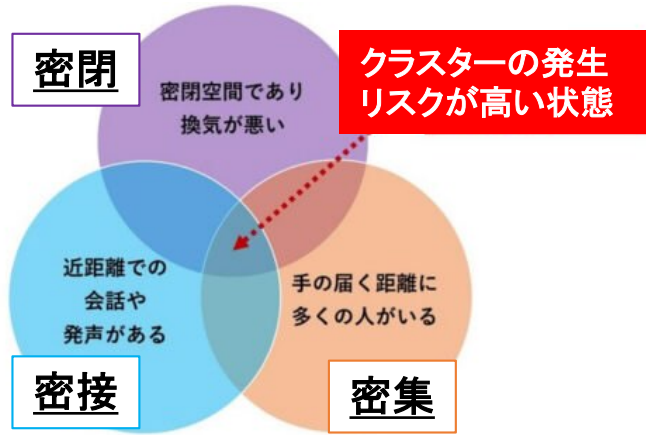 密閉
クラスターの発生
リスクが高い状態
密閉空間であり
換気が悪い
近距離での
会話や
発声がある
手の届く距離に
多くの人がいる
密接
密集